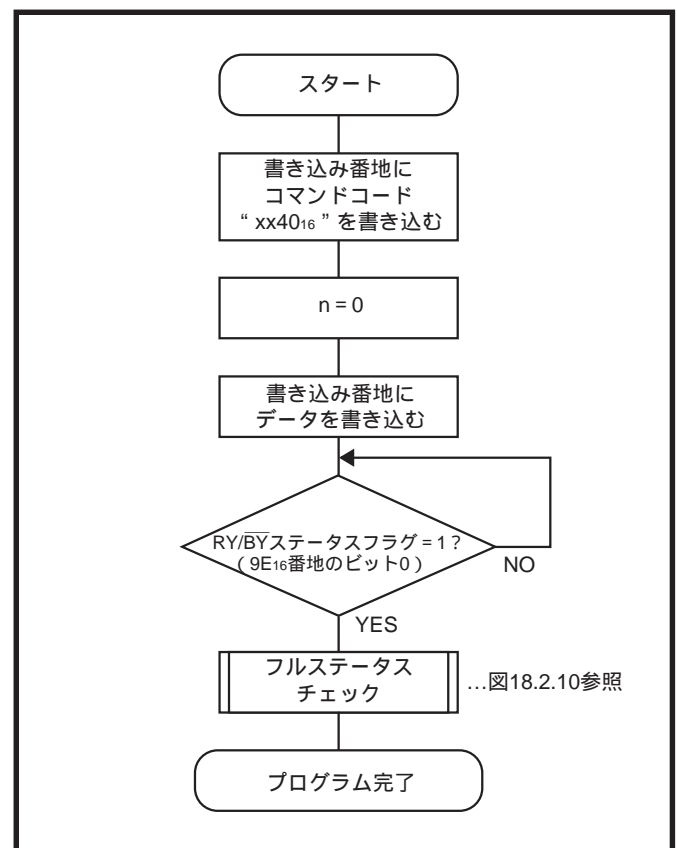 スタート
書き込み番地に
コマンドコード
“ xx40₁₆ ” を書き込む
n = 0
書き込み番地に
データを書き込む
RY/B̅Y̅ステータスフラグ = 1 ?
( 9E₁₆番地のビット0 )
NO
YES
フルステータス
チェック
…図18.2.10参照
プログラム完了